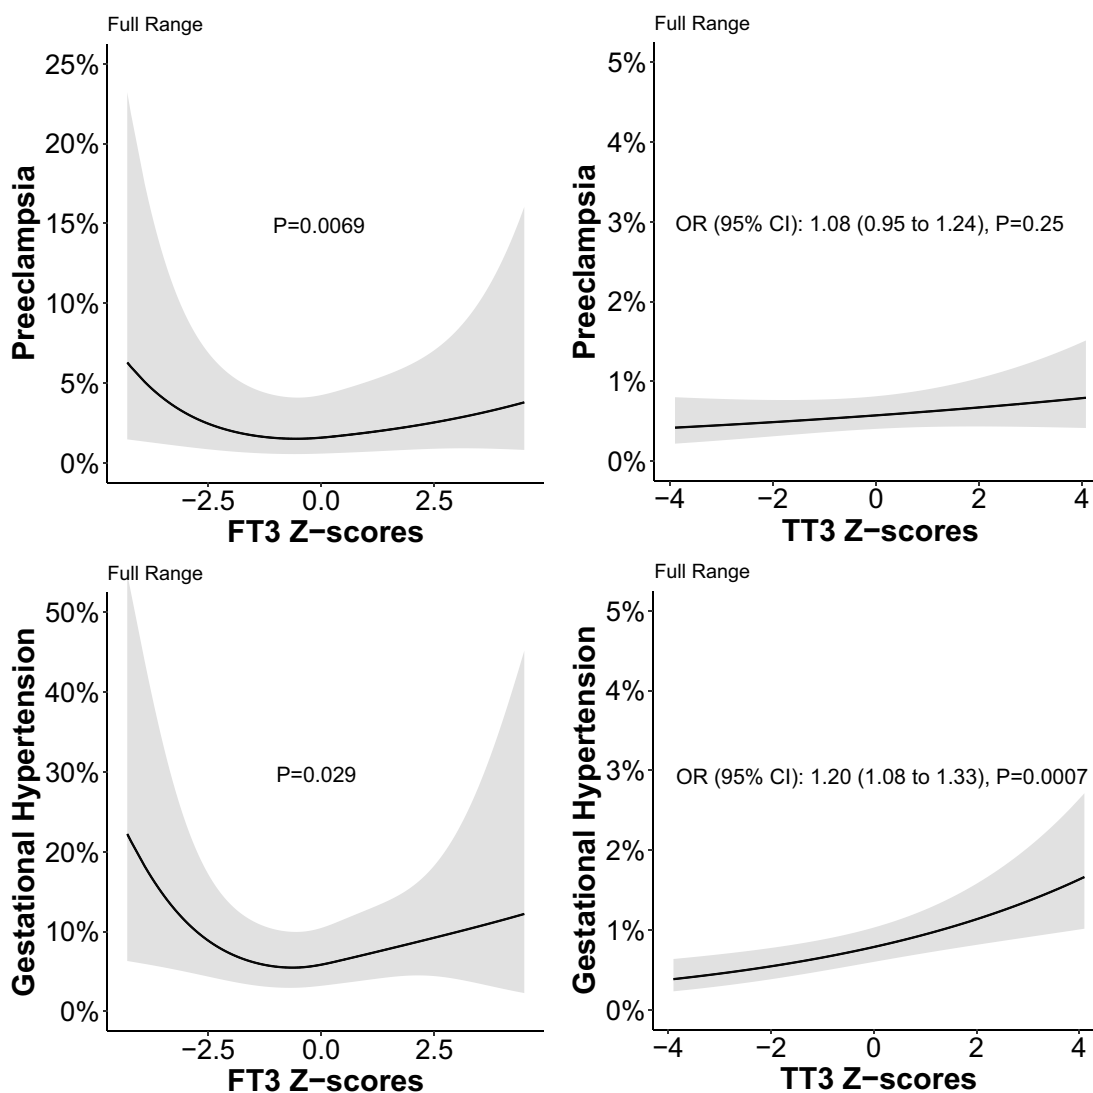 Full Range
25%
20%
15%
10%
5%
0%
Preeclampsia
P=0.0069
−2.5
0.0
2.5
FT3 Z−scores
Full Range
5%
4%
3%
2%
1%
0%
Preeclampsia
OR (95% CI): 1.08 (0.95 to 1.24), P=0.25
−4
−2
0
2
4
TT3 Z−scores
Full Range
50%
40%
30%
20%
10%
0%
Gestational Hypertension
P=0.029
−2.5
0.0
2.5
FT3 Z−scores
Full Range
5%
4%
3%
2%
1%
0%
Gestational Hypertension
OR (95% CI): 1.20 (1.08 to 1.33), P=0.0007
−4
−2
0
2
4
TT3 Z−scores